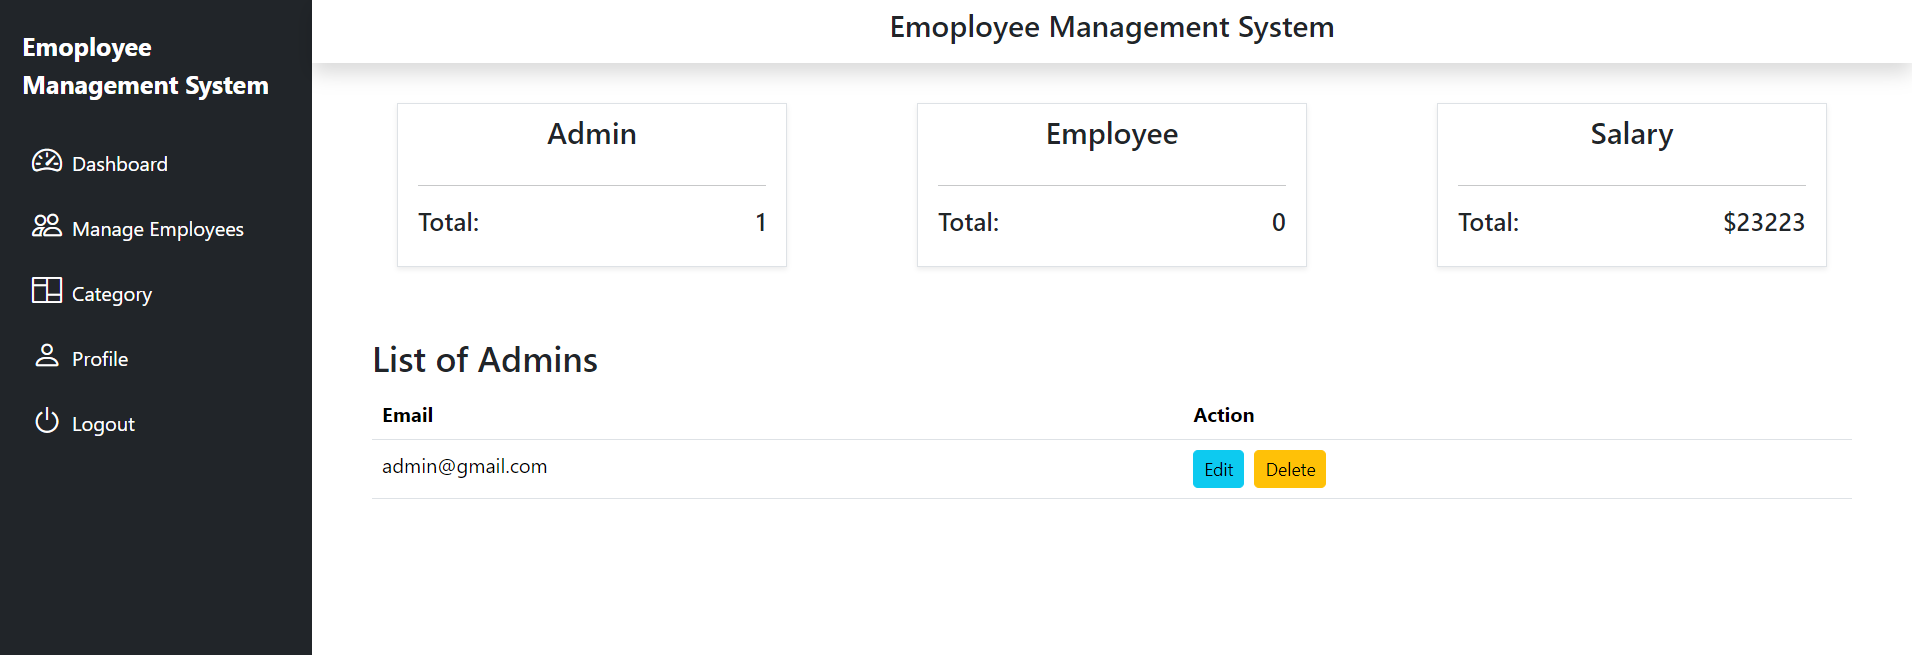 Emoployee
Management System
Dashboard
Manage Employees
Category
Profile
Logout
Emoployee Management System
Admin
Total: 1
Employee
Total: 0
Salary
Total: $23223
List of Admins
Email Action
admin@gmail.com Edit Delete